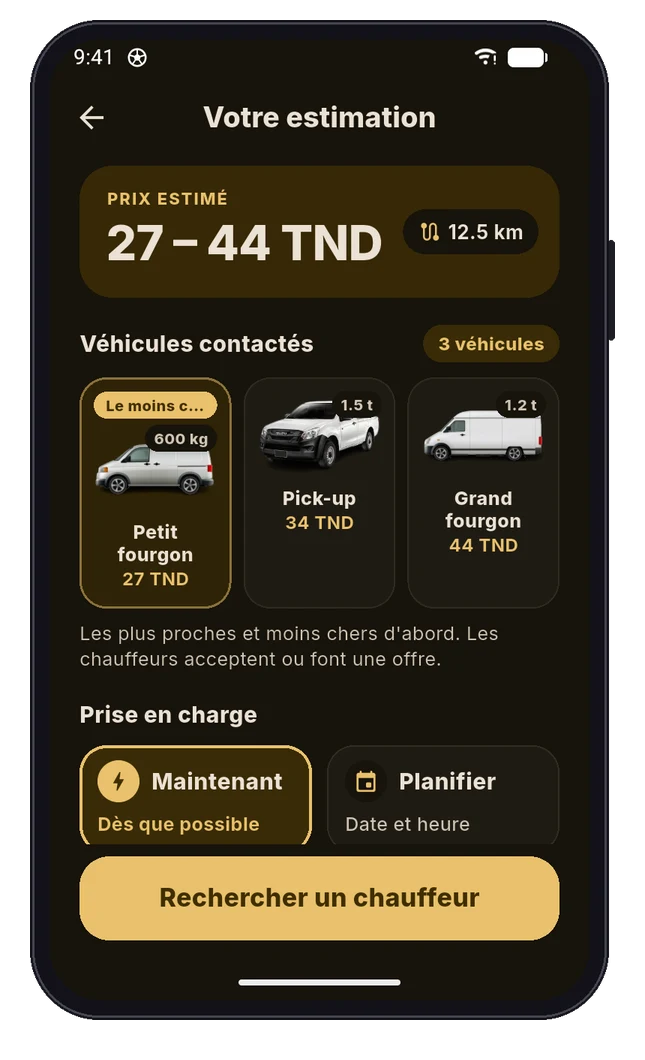 9:41
Votre estimation
PRIX ESTIMÉ
27 – 44 TND
12.5 km
Véhicules contactés
3 véhicules
Le moins c...
600 kg
Petit
fourgon
27 TND
1.5 t
Pick-up
34 TND
1.2 t
Grand
fourgon
44 TND
Les plus proches et moins chers d'abord. Les
chauffeurs acceptent ou font une offre.
Prise en charge
Maintenant
Dès que possible
Planifier
Date et heure
Rechercher un chauffeur